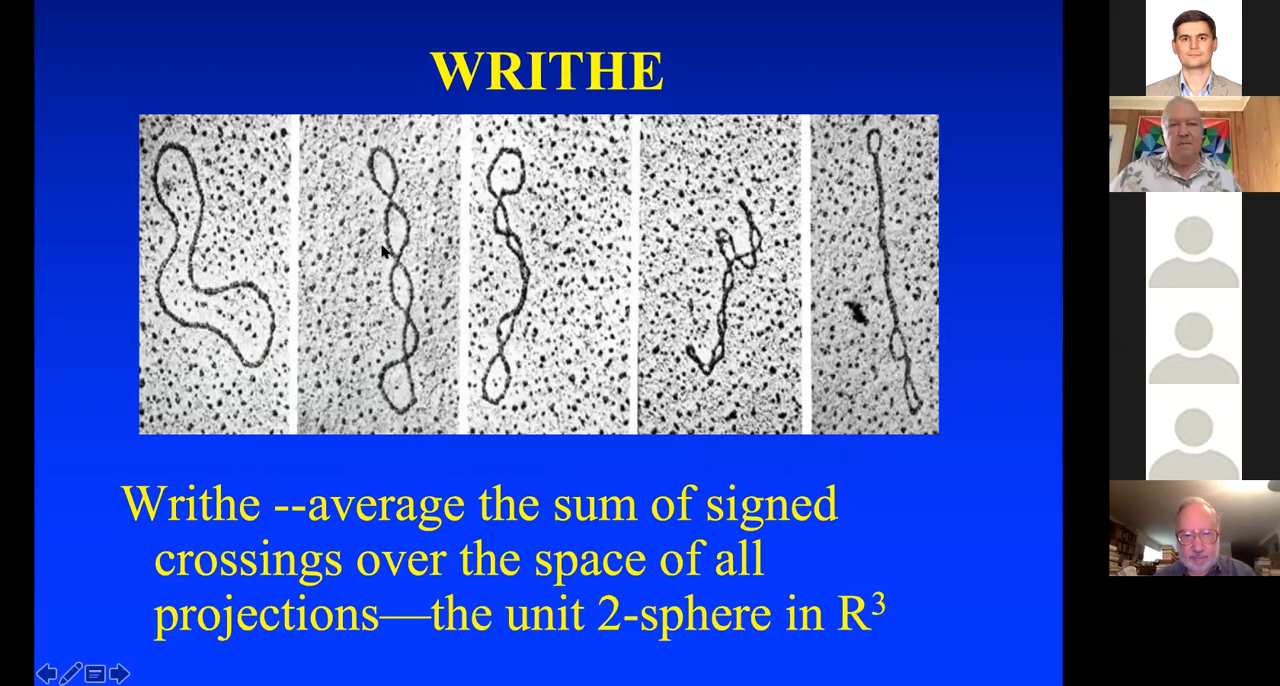 WRITHE
Writhe --average the sum of signed
crossings over the space of all
projections—the unit 2-sphere in R³